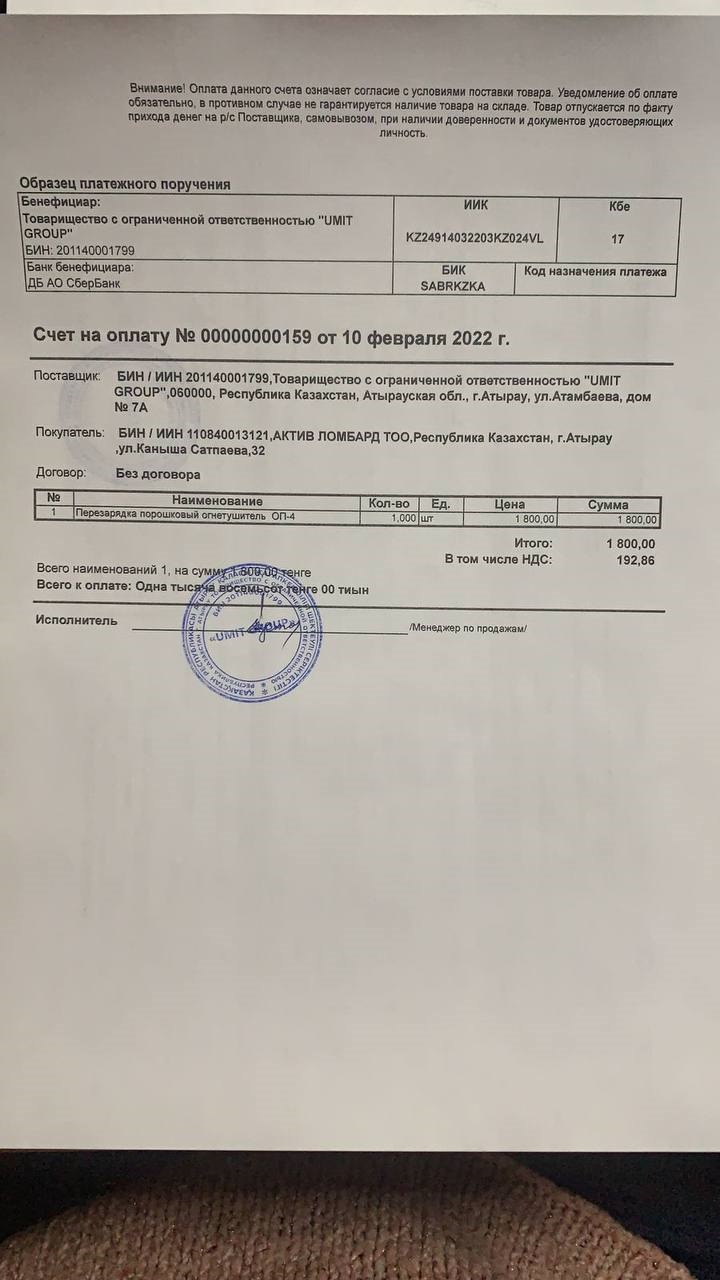 Внимание! Оплата данного счета означает согласие с условиями поставки товара. Уведомление об оплате
обязательно, в противном случае не гарантируется наличие товара на складе. Товар отпускается по факту
прихода денег на р/с Поставщика, самовывозом, при наличии доверенности и документов удостоверяющих
личность.
Образец платежного поручения
Бенефициар: ИИК Кбе
Товарищество с ограниченной ответственностью "UMIT
GROUP" KZ24914032203KZ024VL 17
БИН: 201140001799
Банк бенефициара: БИК Код назначения платежа
ДБ АО СберБанк SABRKZKA
Счет на оплату № 00000000159 от 10 февраля 2022 г.
Поставщик: БИН / ИИН 201140001799,Товарищество с ограниченной ответственностью "UMIT
GROUP",060000, Республика Казахстан, Атырауская обл., г.Атырау, ул.Атамбаева, дом
№ 7А
Покупатель: БИН / ИИН 110840013121,АКТИВ ЛОМБАРД ТОО,Республика Казахстан, г.Атырау
,ул.Каныша Сатпаева,32
Договор: Без договора
№ Наименование Кол-во Ед. Цена Сумма
1 Перезарядка порошковый огнетушитель ОП-4 1,000 шт 1 800,00 1 800,00
Итого: 1 800,00
В том числе НДС: 192,86
Всего наименований 1, на сумму 1 800,00 тенге
Всего к оплате: Одна тысяча восемьсот тенге 00 тиын
Исполнитель /Менеджер по продажам/
БИН 201140001799
«UMIT GROUP»